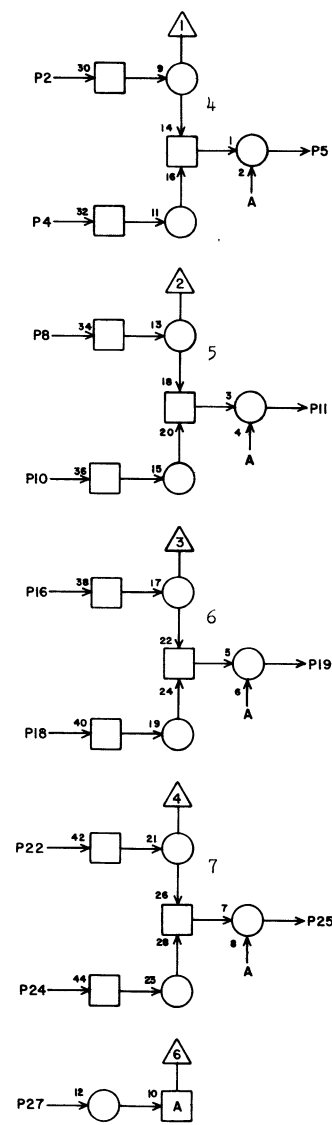 1
P2 30 9
4
14 1 P5
16 2
A
P4 32 11
2
P8 34 13
5
18 3 P11
20 4
A
P10 36 15
3
P16 38 17
6
22 5 P19
24 6
A
P18 40 19
4
P22 42 21
7
26 7 P25
28 8
A
P24 44 23
6
P27 12 10 A